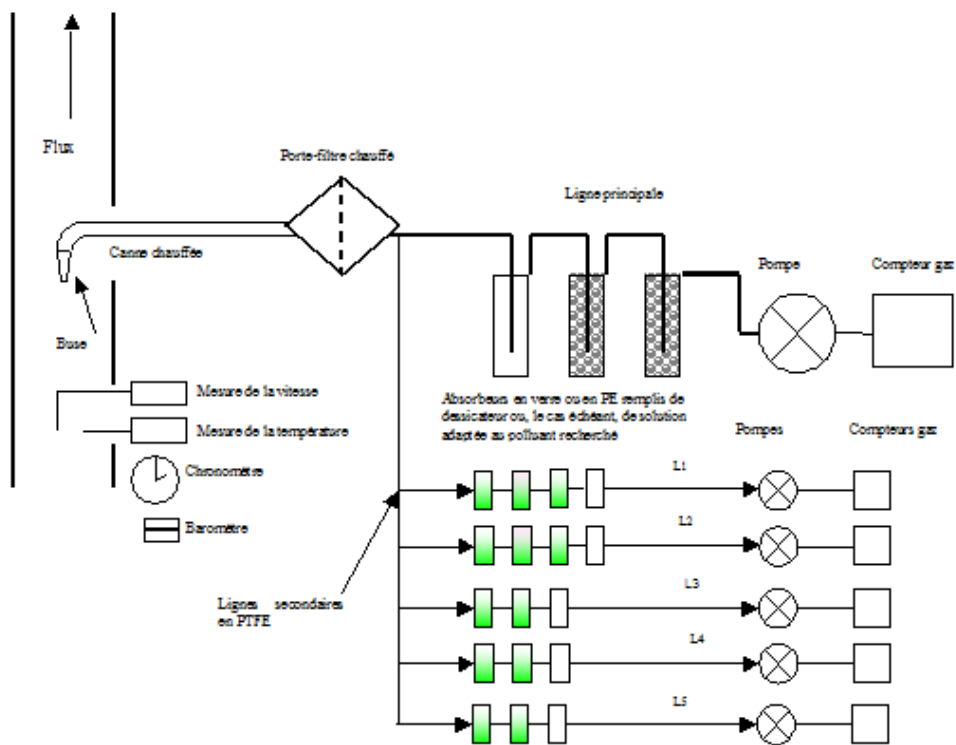 Flux
Porte-filtre chauffé
Ligne principale
Canne chauffée
Pompe
Compteur gas
Buse
Mesure de la vitesse
Mesure de la température
Absorbeurs en verre ou en PE remplis de
dessicateur ou, le cas échéant, de solution
adaptée au polluant recherché
Pompes
Compteurs gas
Chronomètre
L1
Baromètre
L2
L3
Lignes secondaires
en PTFE
L4
L5